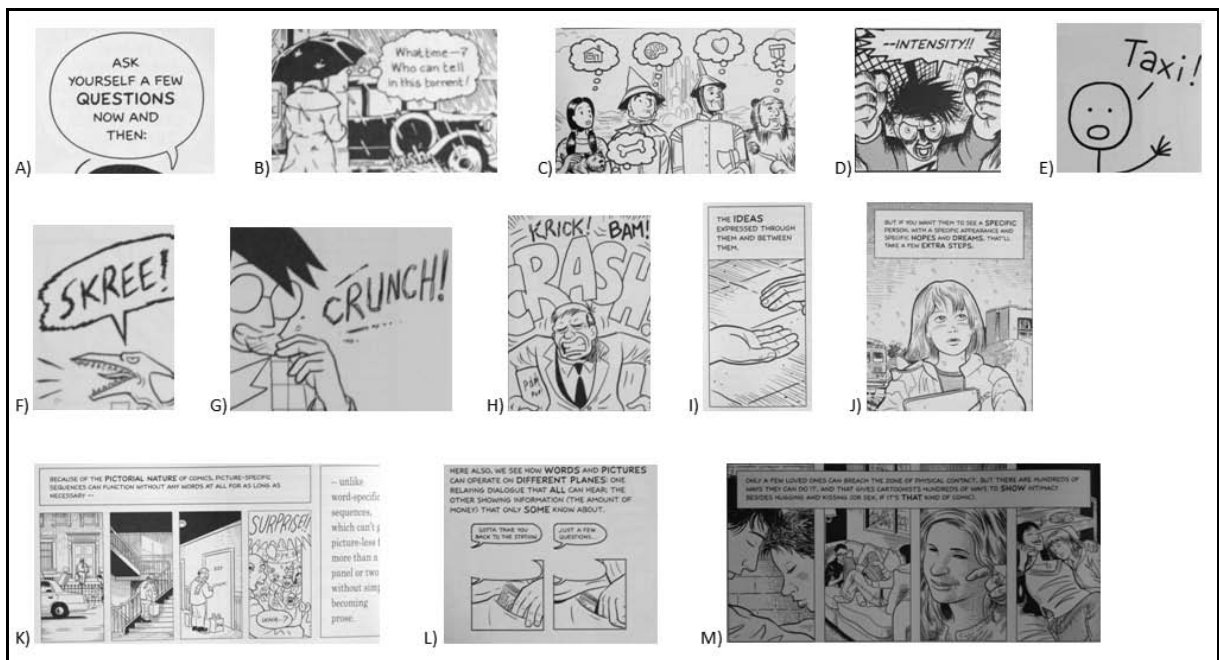 ASK
YOURSELF A FEW
QUESTIONS
NOW AND
THEN:
A)
What time--?
Who can tell
in this torrent!
B)
C)
--INTENSITY!!
D)
Taxi!
E)
SKREE!
F)
CRUNCH!
G)
KRICK! BAM!
CRASH!
H)
THE IDEAS
EXPRESSED THROUGH
THEM AND BETWEEN
THEM.
I)
BUT IF YOU WANT THEM TO SEE A SPECIFIC
PERSON, WITH A SPECIFIC APPEARANCE AND
SPECIFIC HOPES AND DREAMS, THAT'LL
TAKE A FEW EXTRA STEPS.
J)
BECAUSE OF THE PICTORIAL NATURE OF COMICS, PICTURE-SPECIFIC
SEQUENCES CAN FUNCTION WITHOUT ANY WORDS AT ALL FOR AS LONG AS
NECESSARY --
SURPRISE!!
-- unlike
word-specific
sequences,
which can't g
picture-less f
more than a
panel or two
without simp
becoming
prose.
K)
HERE ALSO, WE SEE HOW WORDS AND PICTURES
CAN OPERATE ON DIFFERENT PLANES: ONE
RELAYING DIALOGUE THAT ALL CAN HEAR; THE
OTHER SHOWING INFORMATION (THE AMOUNT OF
MONEY) THAT ONLY SOME KNOW ABOUT.
GOTTA TAKE YOU
BACK TO THE STATION
JUST A FEW
QUESTIONS...
L)
ONLY A FEW LOVED ONES CAN BREACH THE ZONE OF PHYSICAL CONTACT, BUT THERE ARE HUNDREDS OF
WAYS THEY CAN DO IT, AND THAT GIVES CARTOONISTS HUNDREDS OF WAYS TO SHOW INTIMACY
BESIDES HUGGING AND KISSING (OR SEX, IF IT'S THAT KIND OF COMIC).
M)